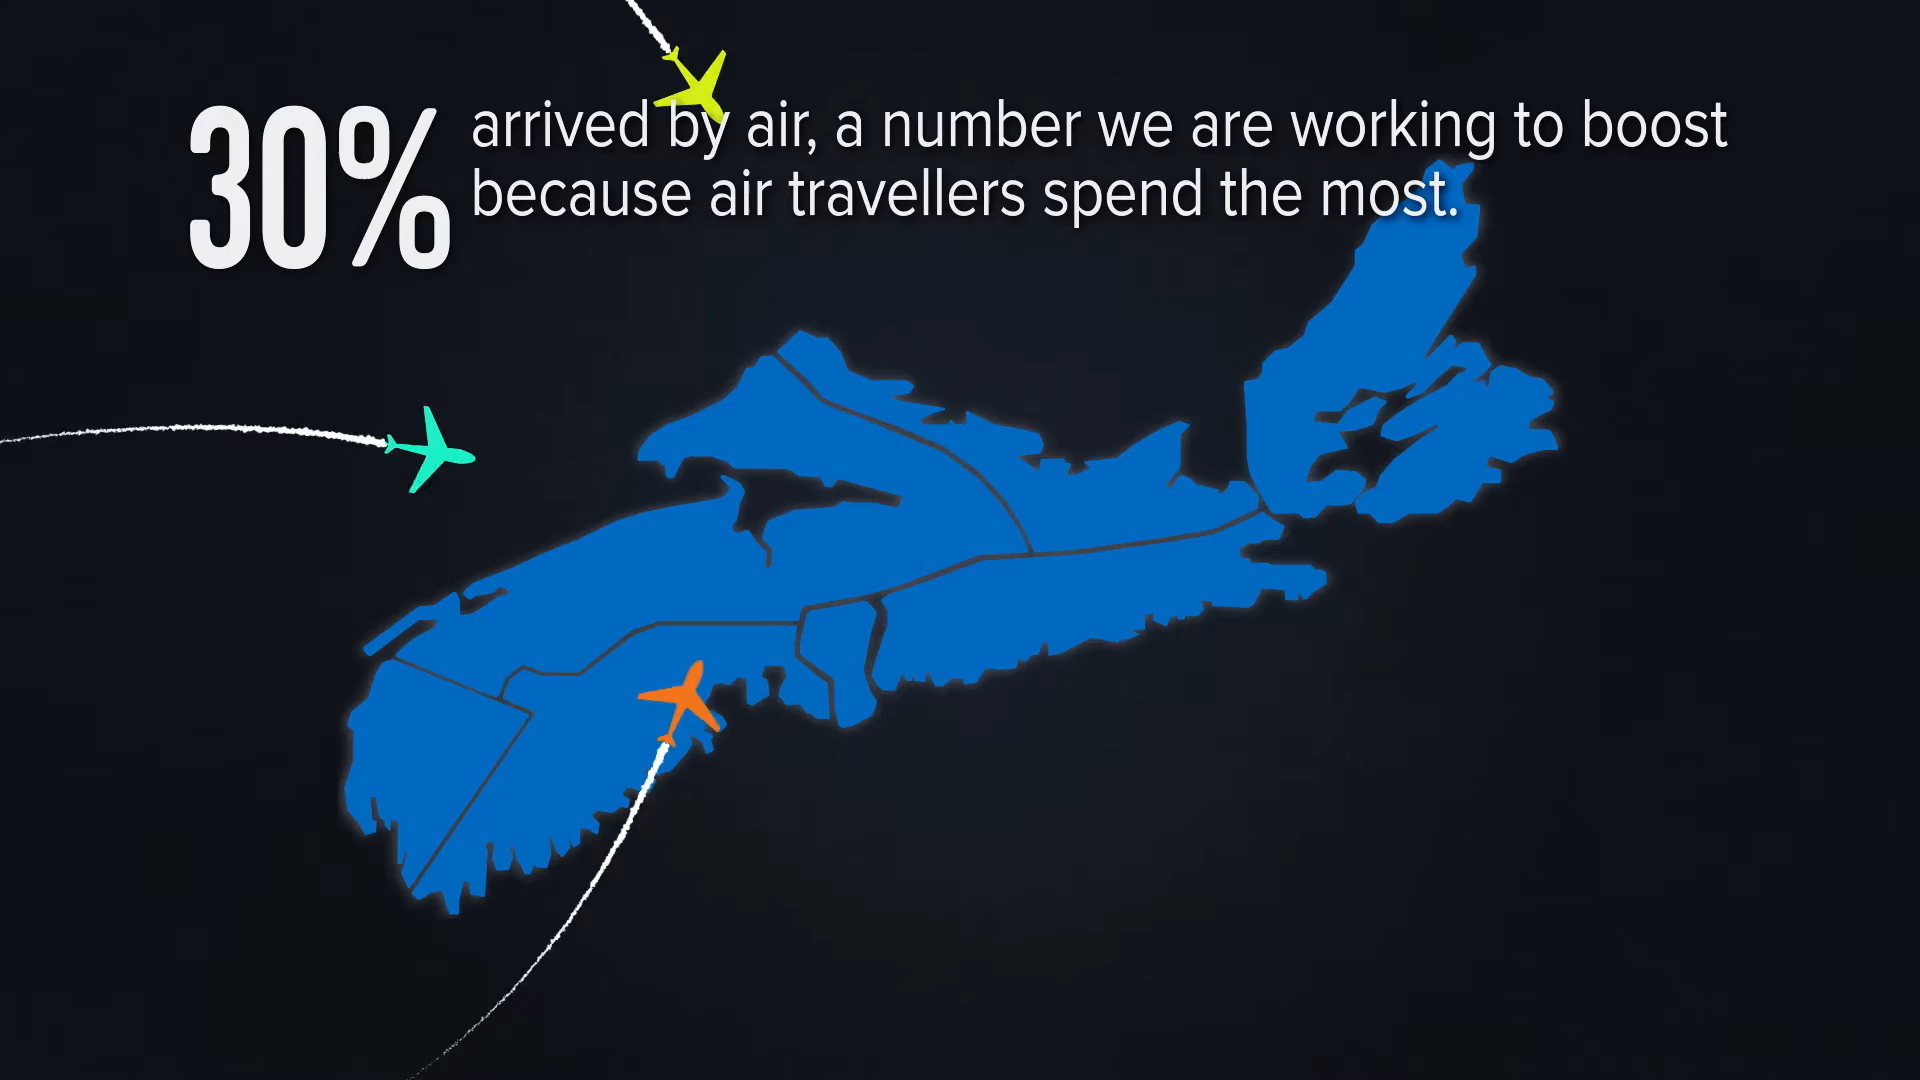 30%
arrived by air, a number we are working to boost
because air travellers spend the most.